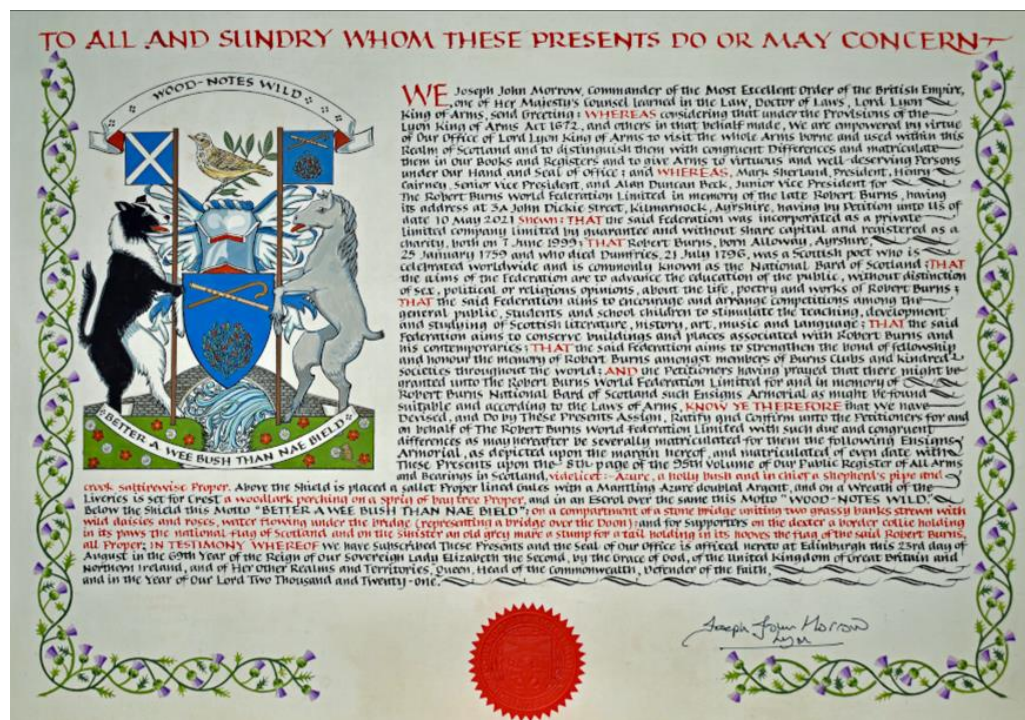 TO ALL AND SUNDRY WHOM THESE PRESENTS DO OR MAY CONCERN
WOOD-NOTES WILD
BETTER A WEE BUSH THAN NAE BIELD
WE Joseph John Morrow, Commander of the Most Excellent Order of the British Empire,
one of Her Majesty's Counsel learned in the Law, Doctor of Laws, Lord Lyon
King of Arms, send Greeting: WHEREAS considering that under the Provisions of the
Lyon King of Arms Act 1672, and others in that behalf made, We are empowered by virtue
of Our Office of Lord Lyon King of Arms to visit the whole Arms borne and used within this
Realm of Scotland and to distinguish them with congruent Differences and matriculate
them in Our Books and Registers and to give Arms to virtuous and well-deserving Persons
under Our Hand and Seal of Office; and WHEREAS, Mark Sherland, President, Henry
Cairney, Senior Vice President, and Alan Duncan Beck, Junior Vice President for
The Robert Burns World Federation Limited in memory of the late Robert Burns, having
its address at 3A John Dickie Street, Kilmarnock, Ayrshire, having by Petition unto Us of
date 10 May 2021 Shewn: THAT the said Federation was incorporated as a private
limited company limited by guarantee and without share capital and registered as a
charity, both on 7 June 1999; THAT Robert Burns, born Alloway, Ayrshire,
25 January 1759 and who died Dumfries, 21 July 1796, was a Scottish poet who is
celebrated worldwide and is commonly known as the National Bard of Scotland; THAT
the aims of the Federation are to advance the education of the public, without distinction
of sex, political or religious opinions, about the life, poetry and works of Robert Burns;
THAT the said Federation aims to encourage and arrange competitions among the
general public, students and school children to stimulate the teaching, development
and studying of Scottish literature, history, art, music and language; THAT the said
Federation aims to conserve buildings and places associated with Robert Burns and
his contemporaries; THAT the said Federation aims to strengthen the bond of fellowship
and honour the memory of Robert Burns amongst members of Burns Clubs and kindred
societies throughout the world; AND the Petitioners having prayed that there might be
granted unto The Robert Burns World Federation Limited for and in memory of
Robert Burns National Bard of Scotland such Ensigns Armorial as might be found
suitable and according to the Laws of Arms, KNOW YE THEREFORE that We have
Devised, and Do by These Presents Assign, Ratify and Confirm unto the Petitioners for and
on behalf of The Robert Burns World Federation Limited with such due and congruent
differences as may hereafter be severally matriculated for them the following Ensigns
Armorial, as depicted upon the margin hereof, and matriculated of even date with
These Presents upon the 8th page of the 95th Volume of Our Public Register of All Arms
and Bearings in Scotland, videlicet:- Azure, a holly bush and in chief a shepherd's pipe and
crook saltirewise Proper. Above the Shield is placed a sallet Proper lined Gules with a Mantling Azure doubled Argent, and on a Wreath of the
Liveries is set for Crest a woodlark perching on a sprig of bay tree Proper, and in an Escrol over the same this Motto "WOOD-NOTES WILD."
Below the Shield this Motto "BETTER A WEE BUSH THAN NAE BIELD": on a compartment of a stone bridge uniting two grassy banks strewn with
wild daisies and roses, water flowing under the bridge (representing a bridge over the Doon); and for Supporters on the dexter a border collie holding
in its paws the national flag of Scotland and on the sinister an old grey mare a stump for a tail holding in its hooves the flag of the said Robert Burns,
all Proper; IN TESTIMONY WHEREOF we have Subscribed These Presents and the Seal of our Office is affixed hereto at Edinburgh this 23rd day of
August in the 69th Year of the Reign of our Sovereign Lady Elizabeth the Second, by the Grace of God, of the United Kingdom of Great Britain and
Northern Ireland, and of Her Other Realms and Territories, Queen, Head of the Commonwealth, Defender of the Faith,
and in the Year of Our Lord Two Thousand and Twenty-one.
Joseph John Morrow
Lyon